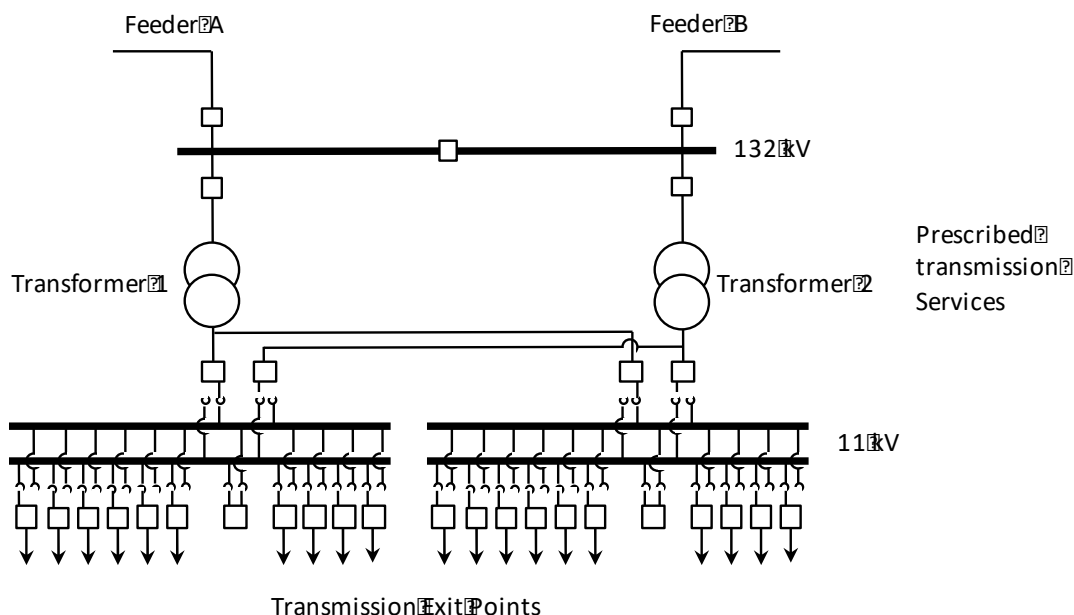 Feeder A
Feeder B
132 kV
Prescribed
transmission
Services
Transformer 1
Transformer 2
11 kV
Transmission Exit Points